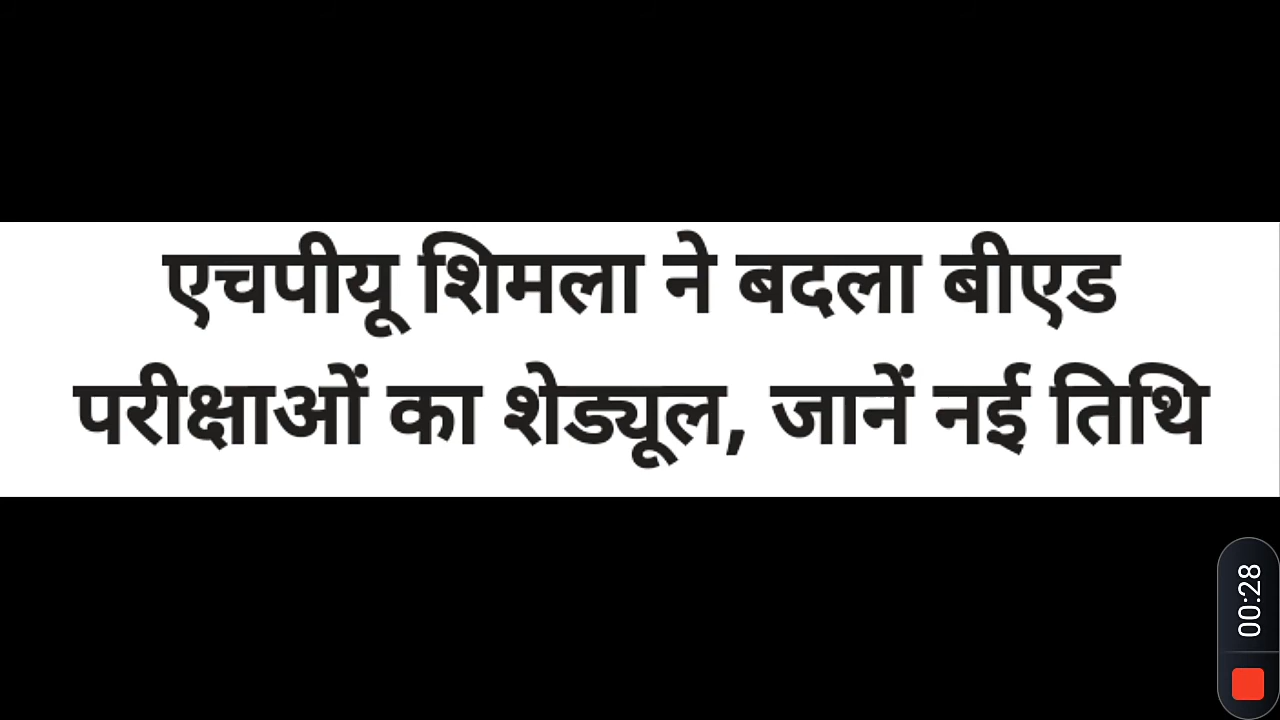 एचपीयू शिमला ने बदला बीएड
परीक्षाओं का शेड्यूल, जानें नई तिथि
00:28